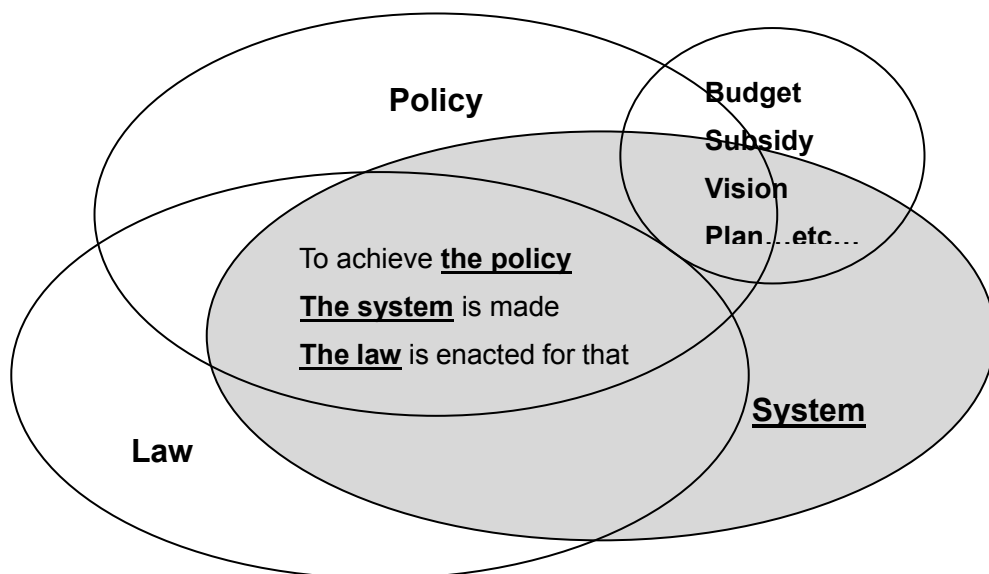 Policy
Budget
Subsidy
Vision
Plan…etc…
To achieve the policy
The system is made
The law is enacted for that
System
Law